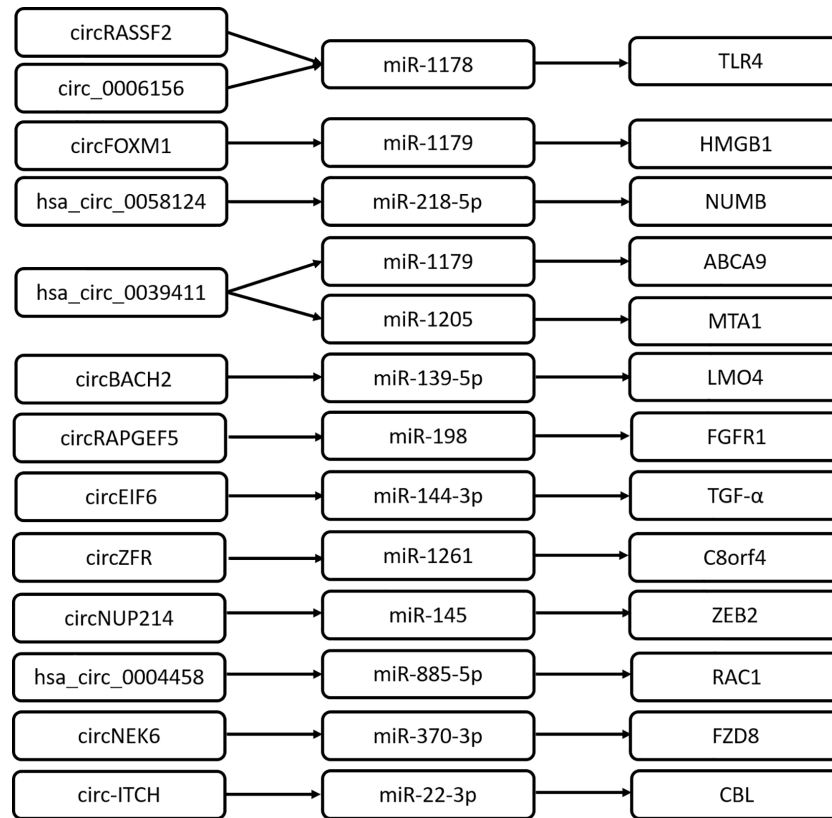 circRASSF2
circ_0006156
miR-1178
TLR4
circFOXM1
miR-1179
HMGB1
hsa_circ_0058124
miR-218-5p
NUMB
hsa_circ_0039411
miR-1179
ABCA9
miR-1205
MTA1
circBACH2
miR-139-5p
LMO4
circRAPGEF5
miR-198
FGFR1
circEIF6
miR-144-3p
TGF-α
circZFR
miR-1261
C8orf4
circNUP214
miR-145
ZEB2
hsa_circ_0004458
miR-885-5p
RAC1
circNEK6
miR-370-3p
FZD8
circ-ITCH
miR-22-3p
CBL